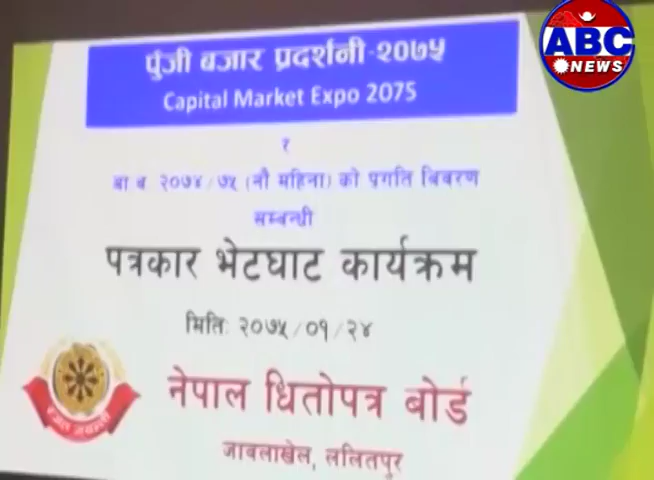 ABC
NEWS
पुंजी बजार प्रदर्शनी-२०७५
Capital Market Expo 2075
र
बा ब २०७४/७५ (नौ महिना) को प्रगति बिबरण
सम्बन्धी
पत्रकार भेटघाट कार्यक्रम
मिति: २०७५/०१/२४
नेपाल धितोपत्र बोर्ड
जावलाखेल, ललितपुर